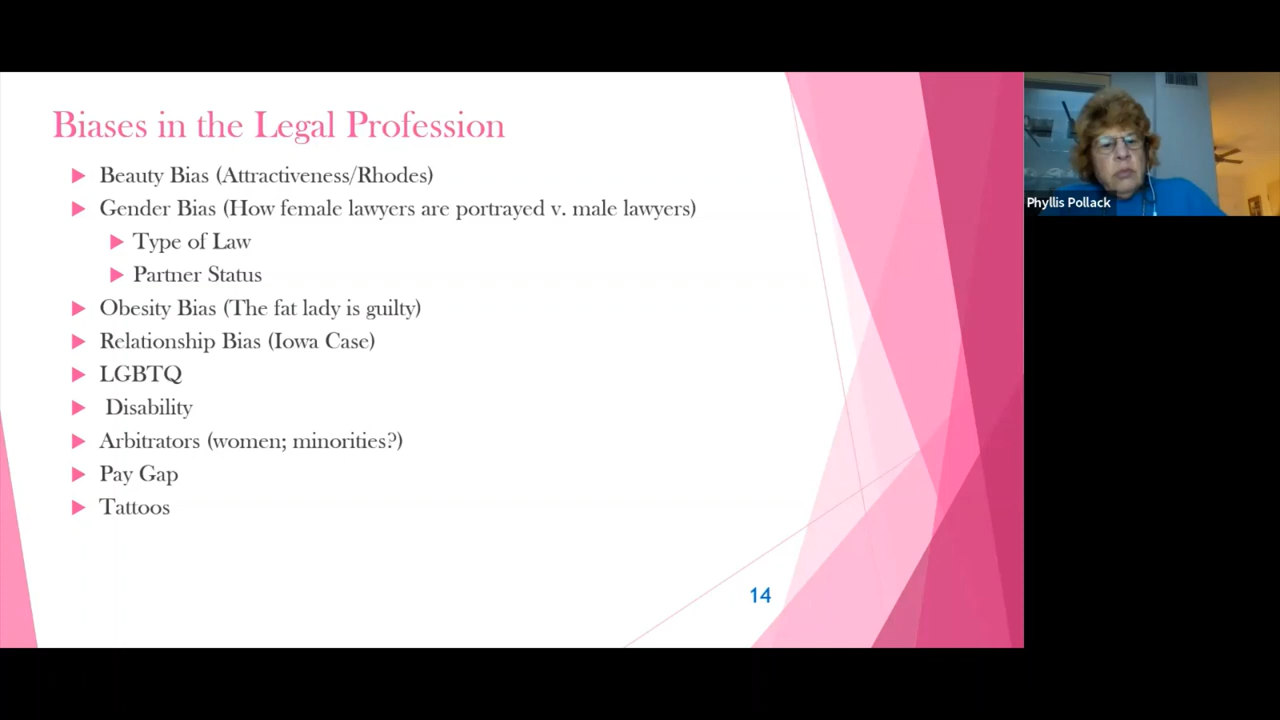 Biases in the Legal Profession
Beauty Bias (Attractiveness/Rhodes)
Gender Bias (How female lawyers are portrayed v. male lawyers)
Type of Law
Partner Status
Obesity Bias (The fat lady is guilty)
Relationship Bias (Iowa Case)
LGBTQ
Disability
Arbitrators (women; minorities?)
Pay Gap
Tattoos
14
Phyllis Pollack